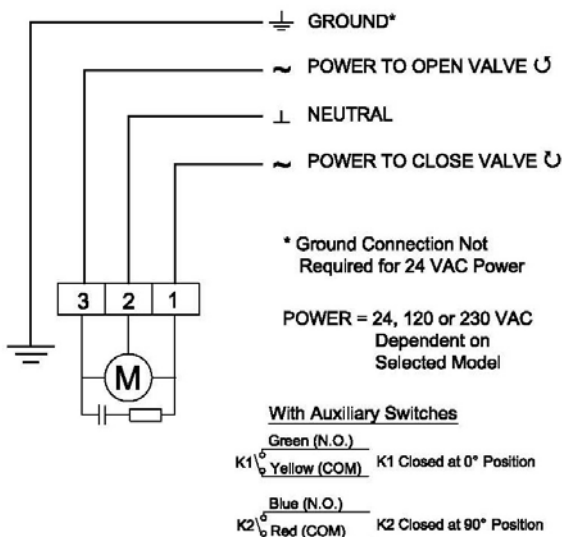 GROUND*
~ POWER TO OPEN VALVE ↺
⊥ NEUTRAL
~ POWER TO CLOSE VALVE ↻
* Ground Connection Not
Required for 24 VAC Power
3 2 1
M
POWER = 24, 120 or 230 VAC
Dependent on
Selected Model
With Auxiliary Switches
Green (N.O.)
K1 Yellow (COM) K1 Closed at 0° Position
Blue (N.O.)
K2 Red (COM) K2 Closed at 90° Position